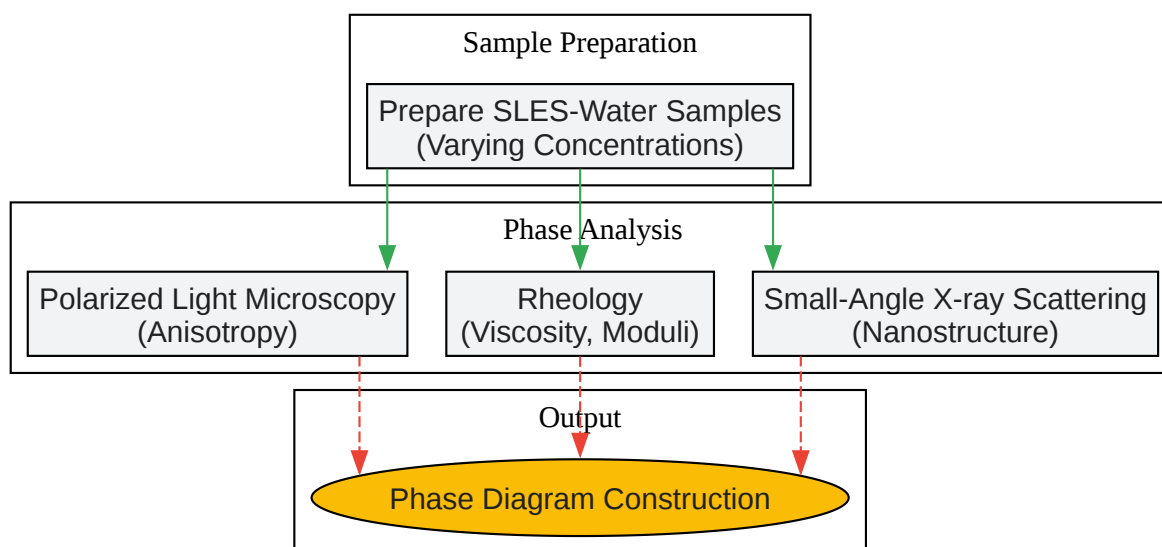 Sample Preparation
Prepare SLES-Water Samples
(Varying Concentrations)
Phase Analysis
Polarized Light Microscopy
(Anisotropy)
Rheology
(Viscosity, Moduli)
Small-Angle X-ray Scattering
(Nanostructure)
Output
Phase Diagram Construction